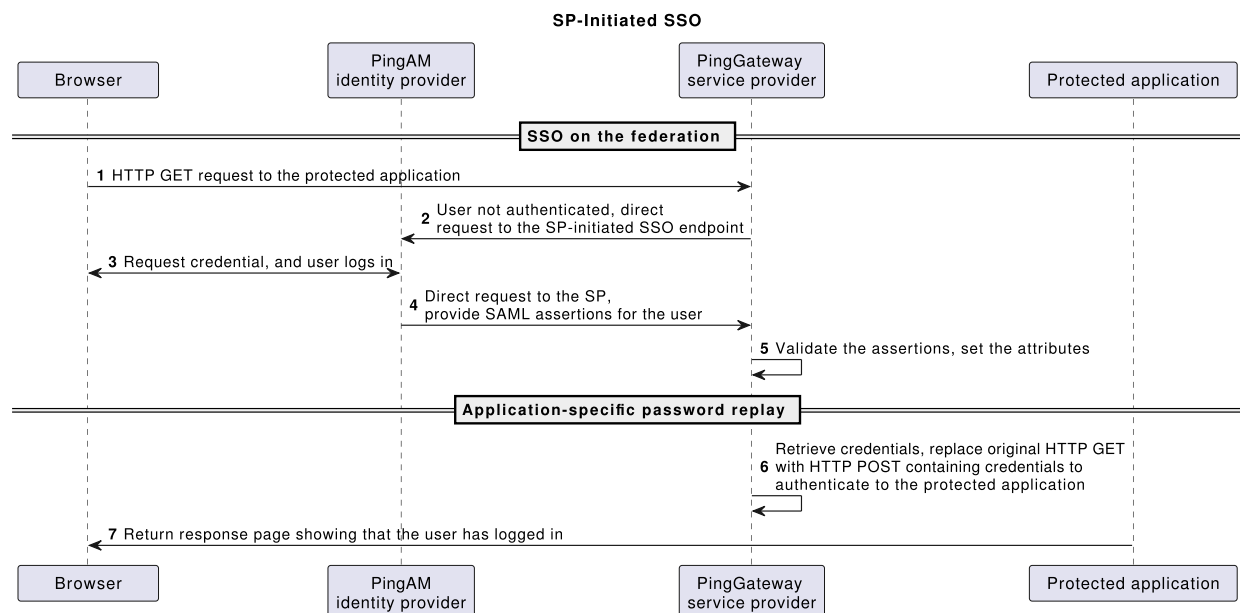 SP-Initiated SSO
Browser
PingAM
identity provider
PingGateway
service provider
Protected application
SSO on the federation
1 HTTP GET request to the protected application
2 User not authenticated, direct
request to the SP-initiated SSO endpoint
3 Request credential, and user logs in
4 Direct request to the SP,
provide SAML assertions for the user
5 Validate the assertions, set the attributes
Application-specific password replay
Retrieve credentials, replace original HTTP GET
6 with HTTP POST containing credentials to
authenticate to the protected application
7 Return response page showing that the user has logged in
Browser
PingAM
identity provider
PingGateway
service provider
Protected application